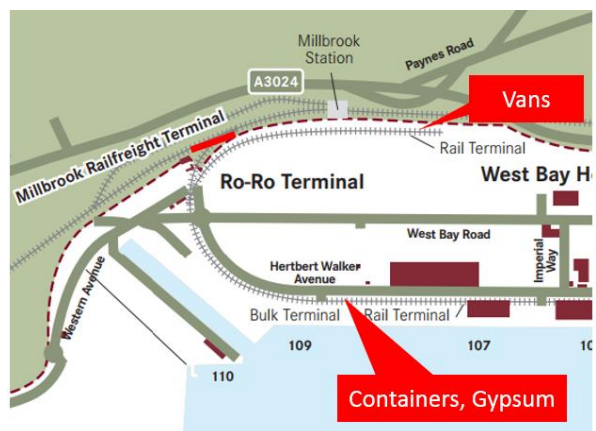 Millbrook
Station
Paynes Road
A3024
Vans
Millbrook Railfreight Terminal
Rail Terminal
Ro-Ro Terminal
West Bay H
West Bay Road
Imperial
Way
Hertbert Walker
Avenue
Western Avenue
Bulk Terminal
Rail Terminal
109
107
10
110
Containers, Gypsum